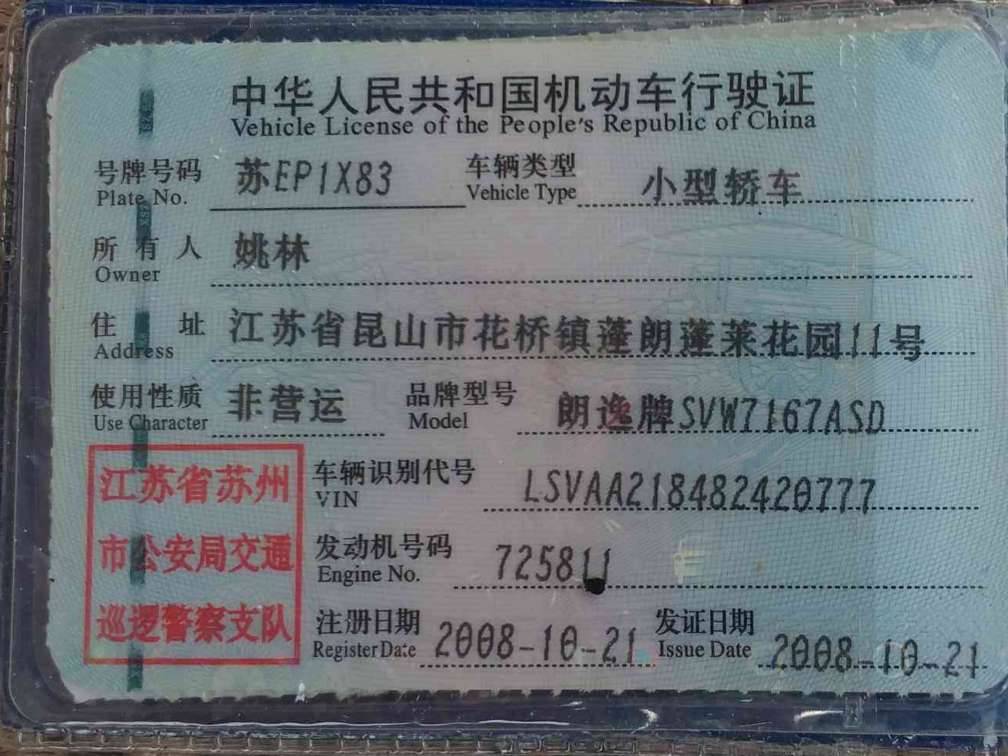 中华人民共和国机动车行驶证
Vehicle License of the People's Republic of China
号牌号码 苏EP1X83 车辆类型 小型轿车
Plate No. Vehicle Type
所有人 姚林
Owner
住址 江苏省昆山市花桥镇蓬朗蓬莱花园11号
Address
使用性质 非营运 品牌型号 朗逸牌SVW7167ASD
Use Character Model
江苏省苏州 车辆识别代号 LSVAA218482420777
VIN
市公安局交通 发动机号码 725811
Engine No.
巡逻警察支队 注册日期 2008-10-21 发证日期 2008-10-21
Register Date Issue Date